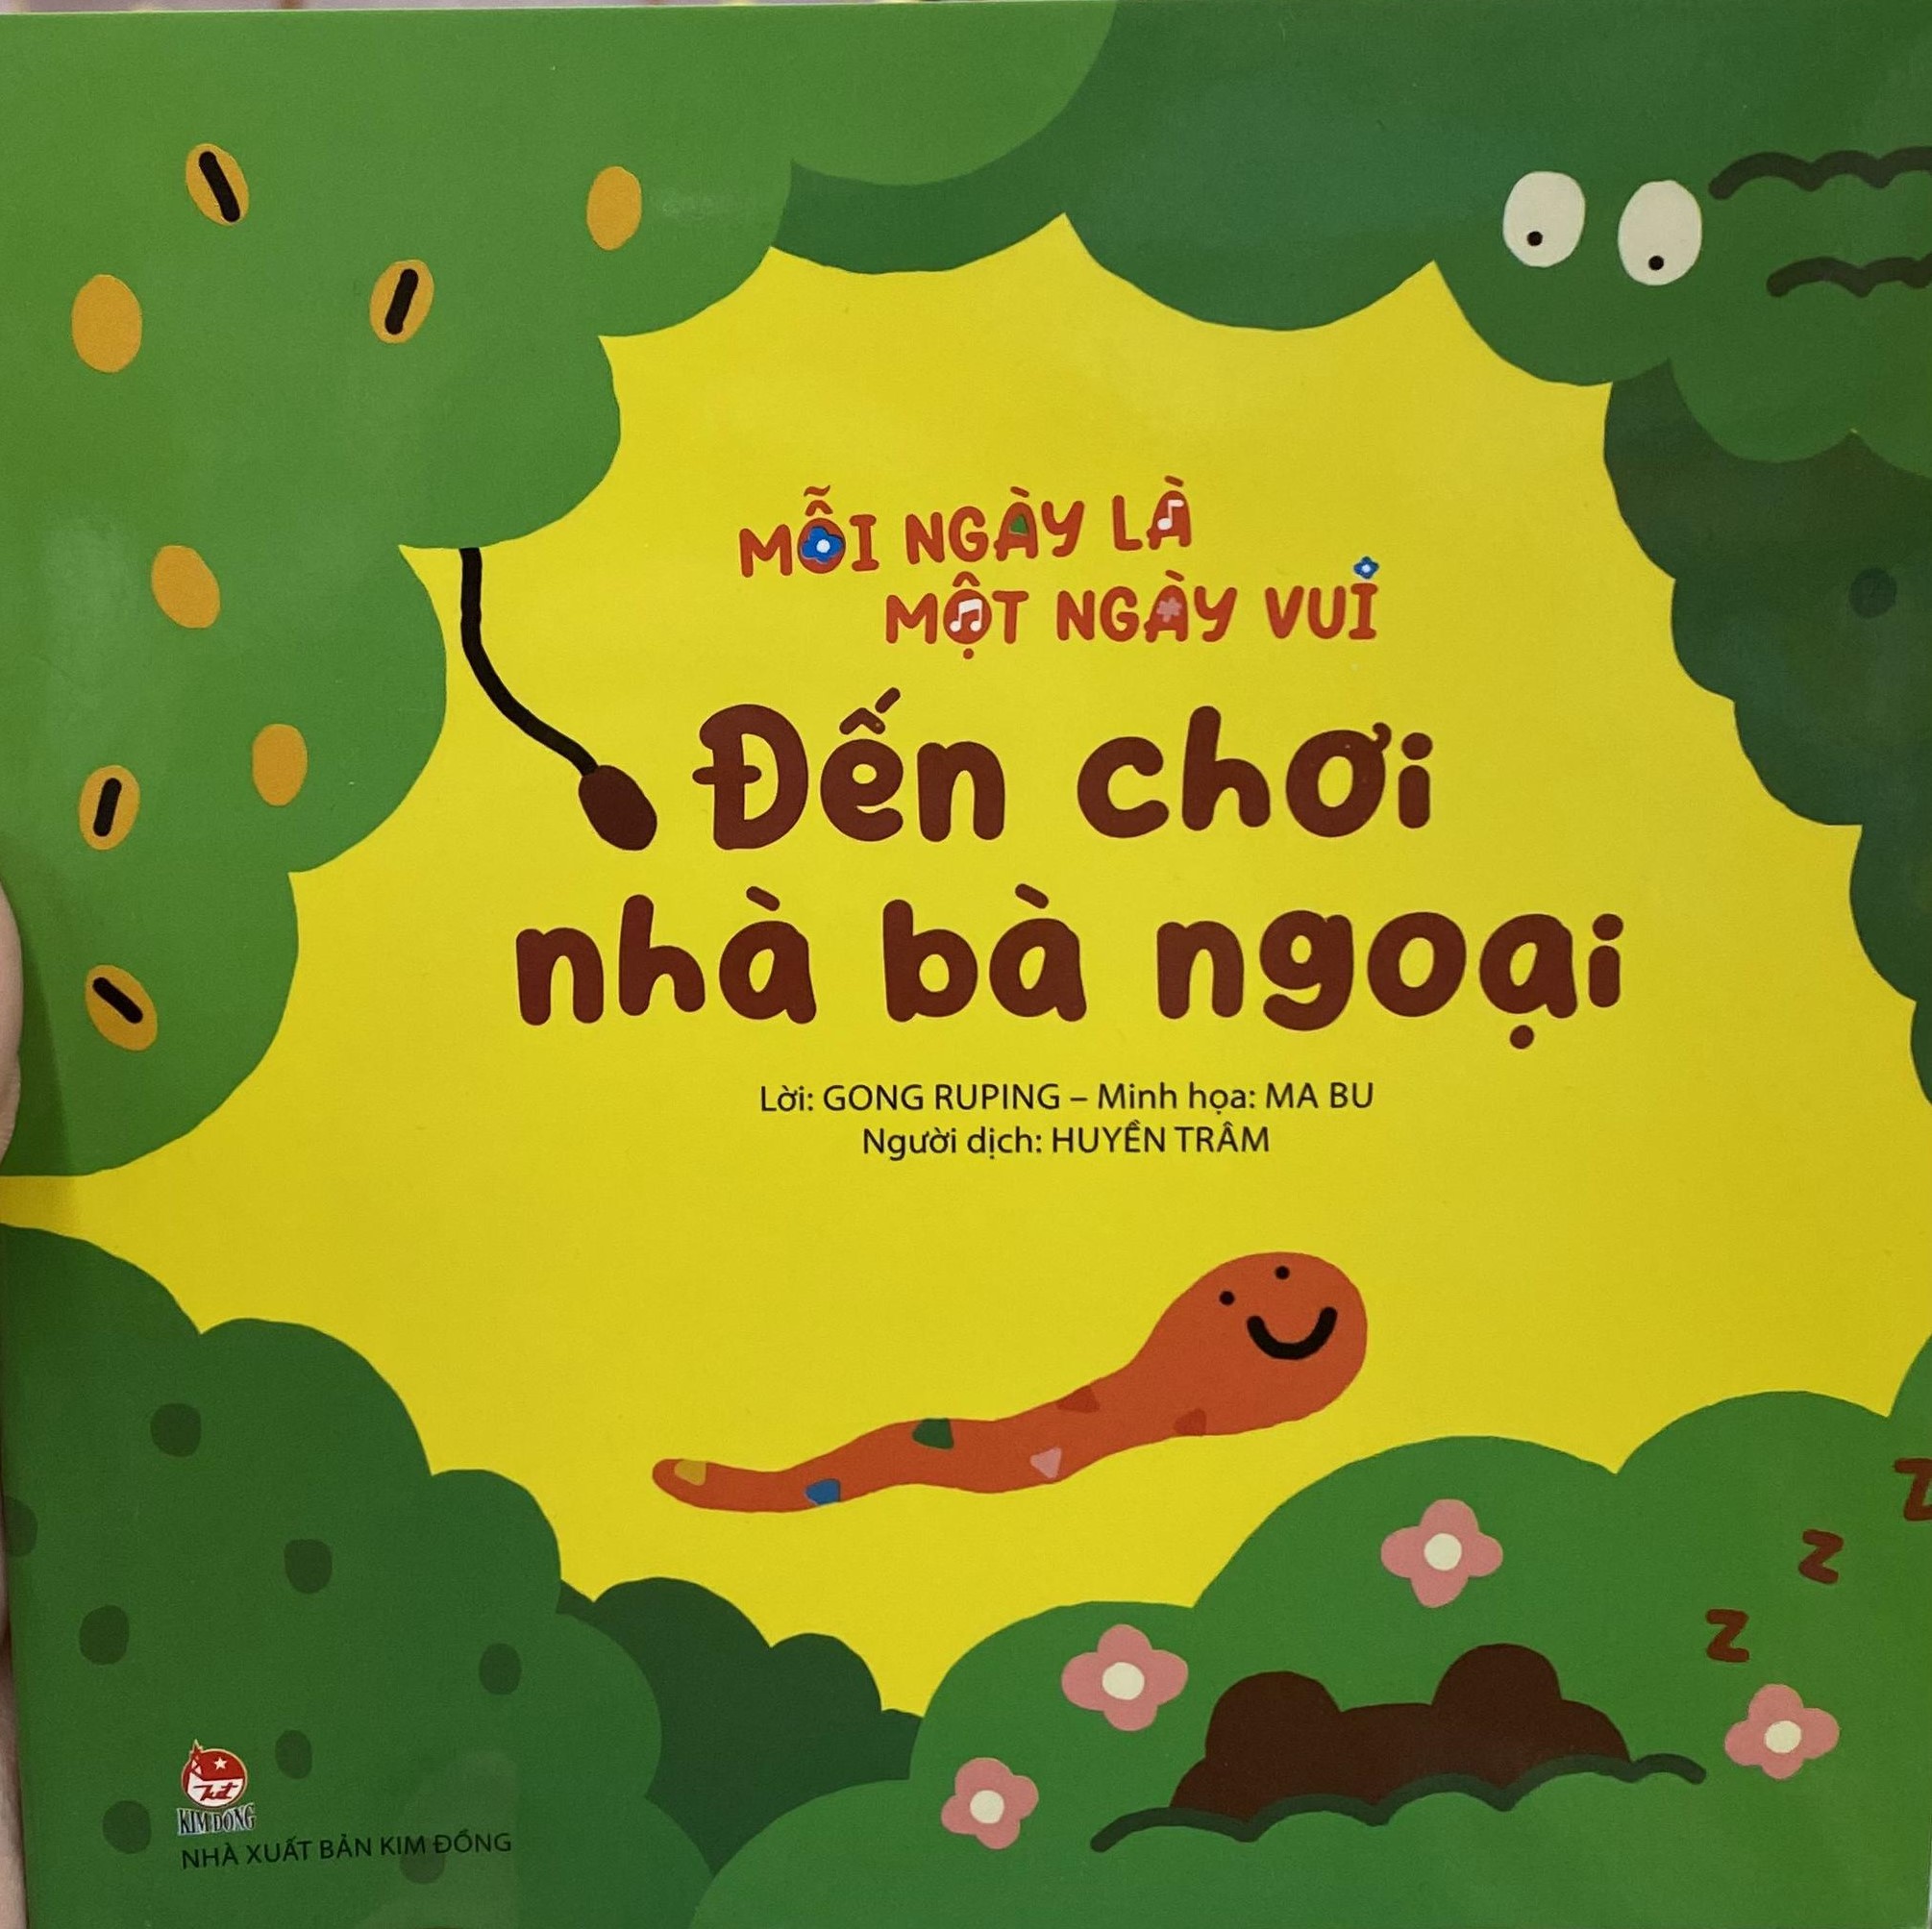 MỖI NGÀY LÀ
MỘT NGÀY VUI
Đến chơi
nhà bà ngoại
Lời: GONG RUPING – Minh họa: MA BU
Người dịch: HUYỀN TRÂM
z
z
z
KIM ĐỒNG
NHÀ XUẤT BẢN KIM ĐỒNG